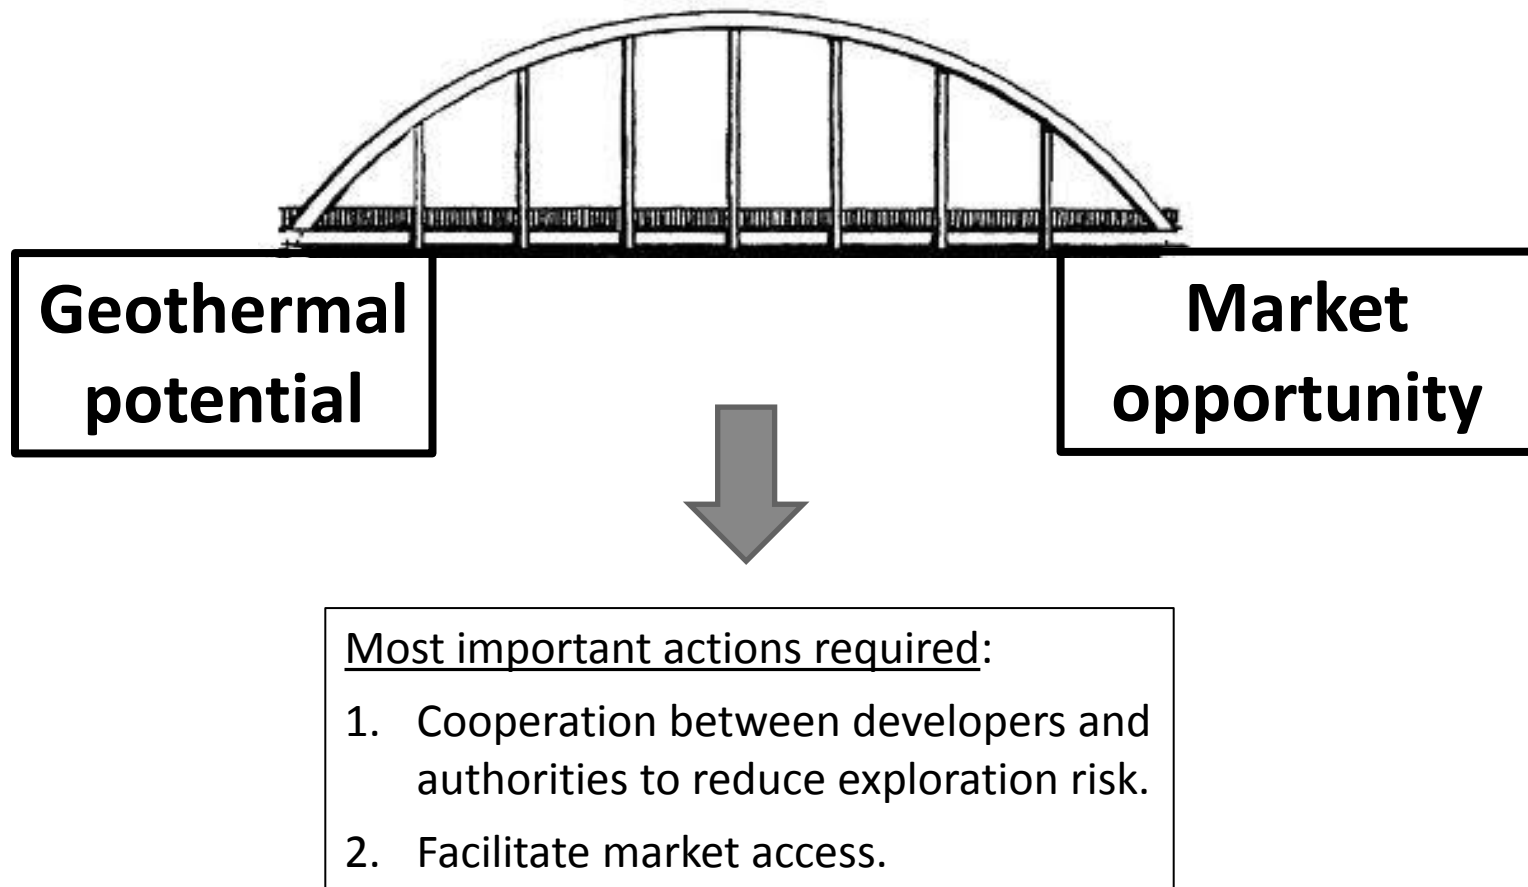 Geothermal
potential
Market
opportunity
Most important actions required:
1. Cooperation between developers and
authorities to reduce exploration risk.
2. Facilitate market access.